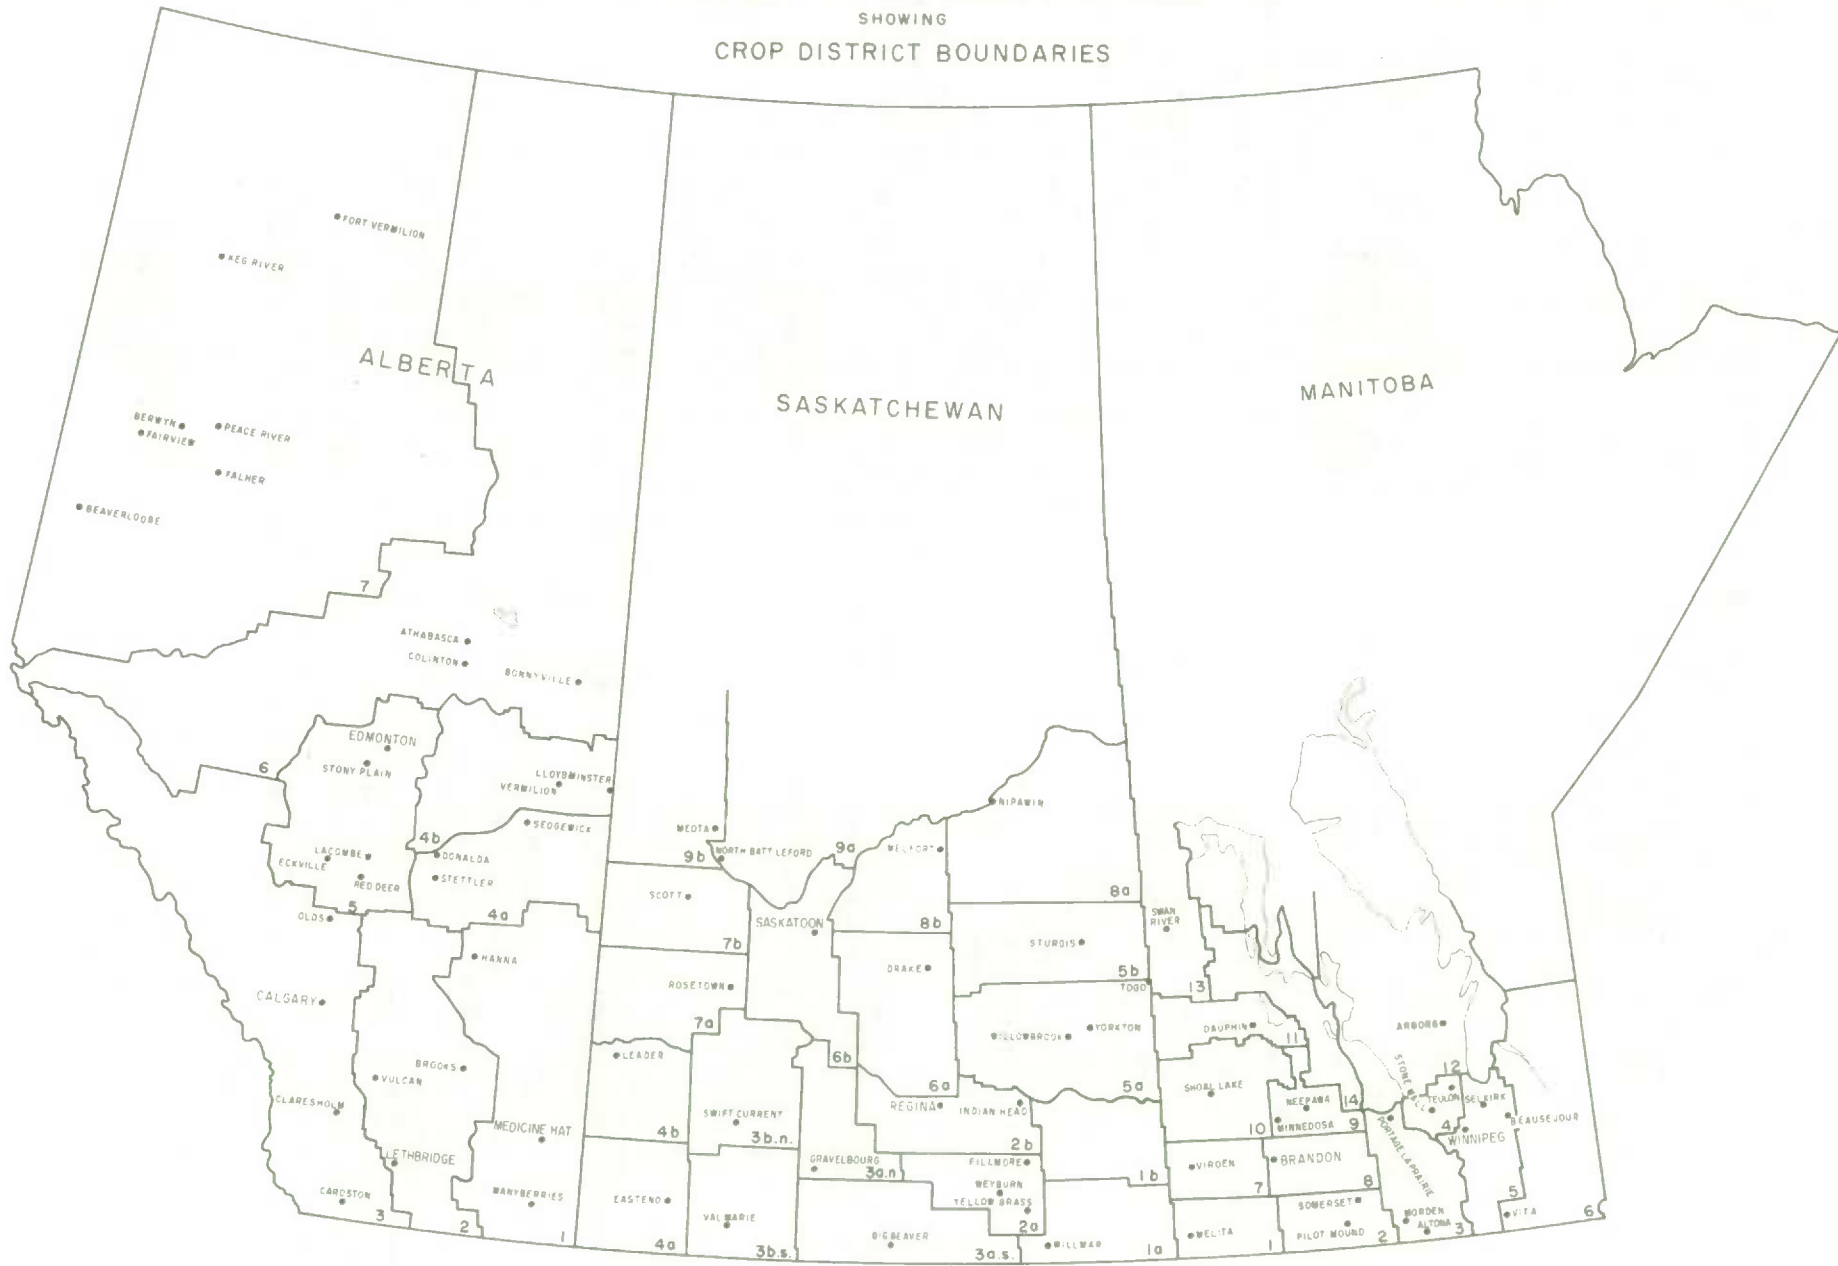 SHOWING
CROP DISTRICT BOUNDARIES
FORT VERMILION
KEG RIVER
ALBERTA
SASKATCHEWAN
MANITOBA
BERWYN
PEACE RIVER
FAIRVIEW
FALHER
BEAVERLODGE
7
ATHABASCA
COLINTON
BONNYVILLE
EDMONTON
6
STONY PLAIN
LLOYDMINSTER
VERMILION
NIPAWIN
SEDGEWICK
MEOTA
4b
DONALDA
LACOMBE
ECKVILLE
9b
NORTH BATTLEFORD
9a
MELFORT
STETTLER
RED DEER
SCOTT
8a
5
4a
OLDS
SASKATOON
8b
SWAN
RIVER
7b
STURGIS
HANNA
DRAKE
5b
ROSETOWN
TOGO
13
CALGARY
7a
WILLOWBROOK
YORKTON
DAUPHIN
ARBORG
11
LEADER
6b
BROOKS
VULCAN
6a
5a
SHOAL LAKE
STONEWALL
12
TEULON
SELKIRK
CLARESHOLM
SWIFT CURRENT
REGINA
INDIAN HEAD
NEEPAWA
14
BEAUSEJOUR
MEDICINE HAT
4b
3b.n.
2b
10
MINNEDOSA
9
PORTAGE LA PRAIRIE
4
WINNIPEG
LETHBRIDGE
GRAVELBOURG
3a.n
FILLMORE
1b
VIRDEN
BRANDON
WEYBURN
7
8
CARDSTON
MANYBERRIES
EASTEND
YELLOW GRASS
SOMERSET
5
3
2
1
VAL MARIE
2a
MORDEN
ALTONA
3
VITA
6
4a
3b.s.
BIG BEAVER
3a.s.
WILLMAR
1a
MELITA
1
PILOT MOUND
2